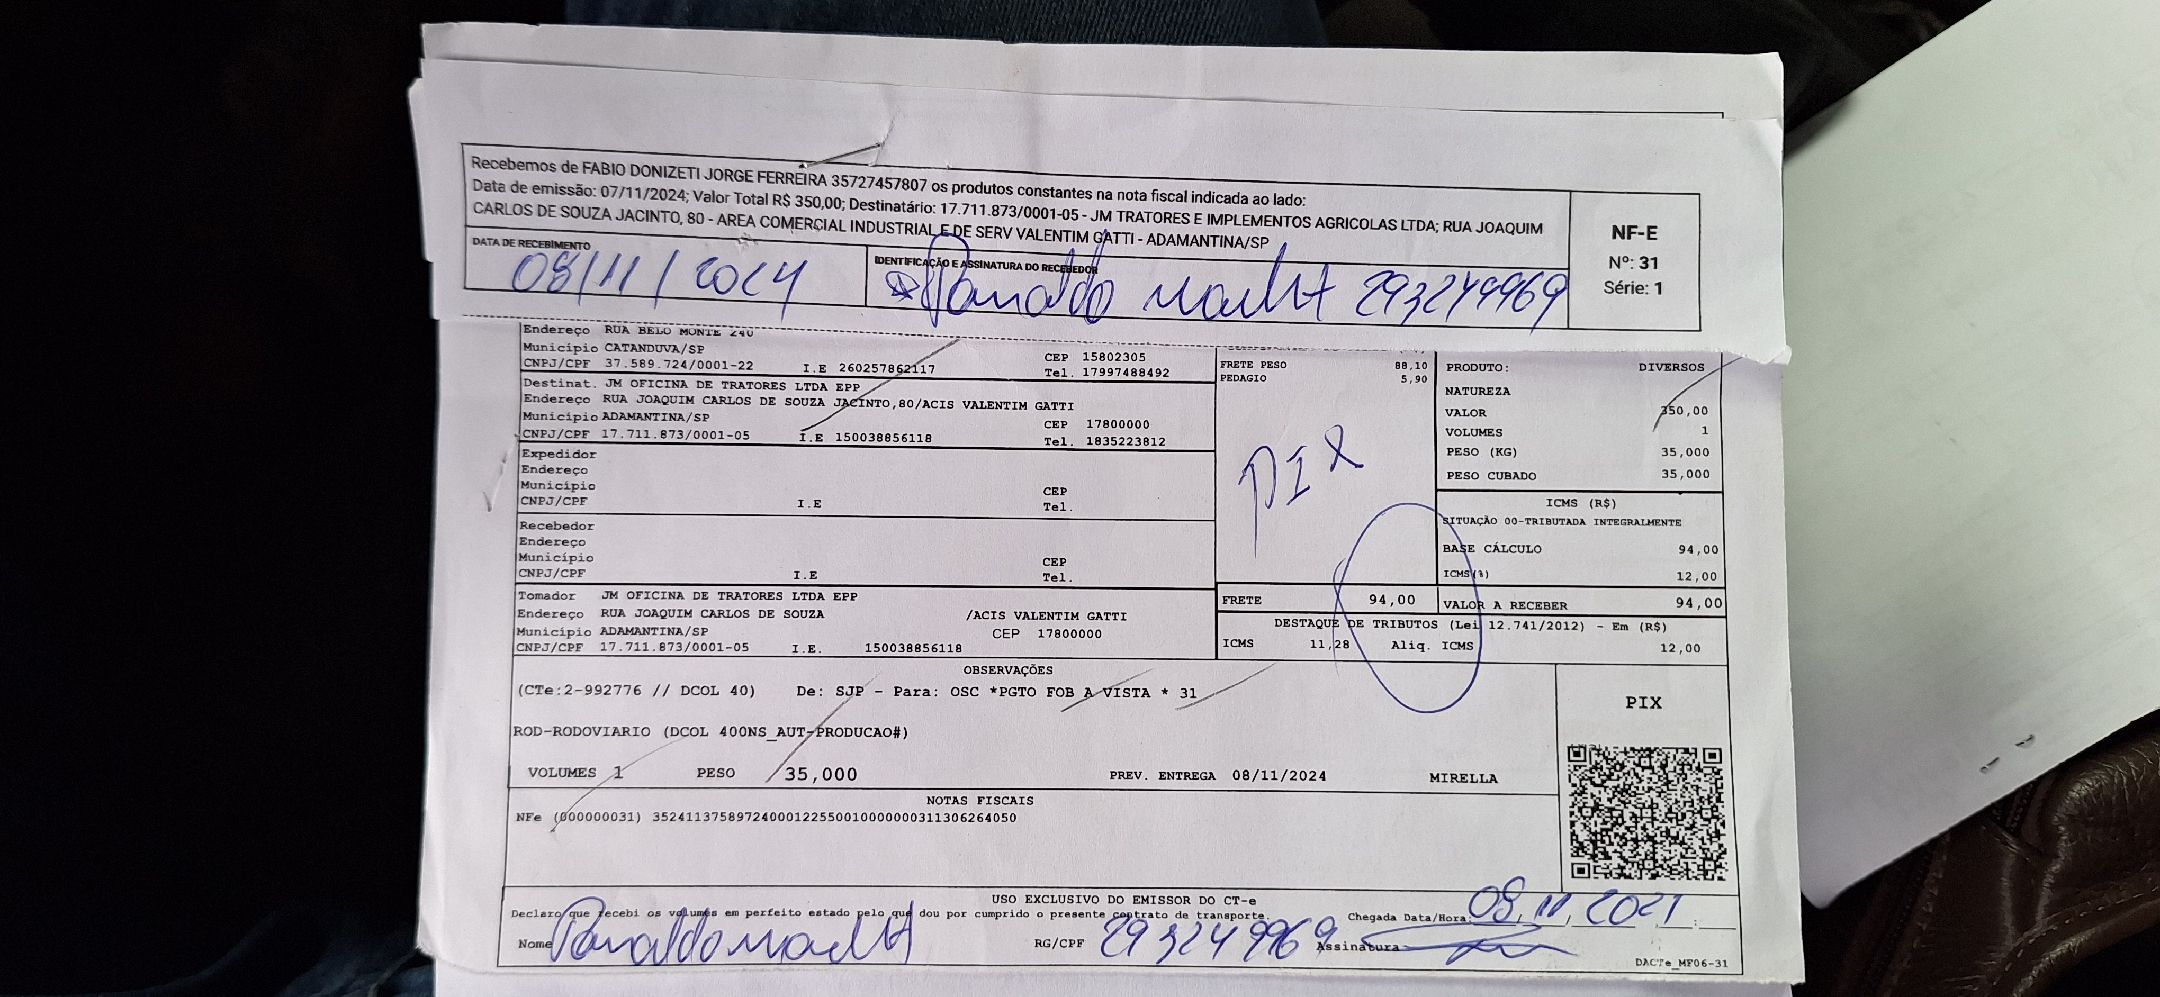 Recebemos de FABIO DONIZETI JORGE FERREIRA 35727457807 os produtos constantes na nota fiscal indicada ao lado:
Data de emissão: 07/11/2024; Valor Total R$ 350,00; Destinatário: 17.711.873/0001-05 - JM TRATORES E IMPLEMENTOS AGRICOLAS LTDA; RUA JOAQUIM
CARLOS DE SOUZA JACINTO, 80 - AREA COMERCIAL INDUSTRIAL E DE SERV VALENTIM GATTI - ADAMANTINA/SP
NF-E
Nº: 31
Série: 1
DATA DE RECEBIMENTO
08/11/2024
IDENTIFICAÇÃO E ASSINATURA DO RECEBEDOR
Ronaldo 293249969
Endereço RUA BELO MONTE 240
Município CATANDUVA/SP CEP 15802305
CNPJ/CPF 37.589.724/0001-22 I.E 260257862117 Tel. 17997488492
Destinat. JM OFICINA DE TRATORES LTDA EPP
Endereço RUA JOAQUIM CARLOS DE SOUZA JACINTO,80/ACIS VALENTIM GATTI
Município ADAMANTINA/SP CEP 17800000
CNPJ/CPF 17.711.873/0001-05 I.E 150038856118 Tel. 1835223812
Expedidor
Endereço
Município CEP
CNPJ/CPF I.E Tel.
Recebedor
Endereço
Município CEP
CNPJ/CPF I.E Tel.
Tomador JM OFICINA DE TRATORES LTDA EPP
Endereço RUA JOAQUIM CARLOS DE SOUZA /ACIS VALENTIM GATTI
Município ADAMANTINA/SP CEP 17800000
CNPJ/CPF 17.711.873/0001-05 I.E. 150038856118
FRETE PESO 88,10
PEDAGIO 5,90
PIX
FRETE 94,00
PRODUTO: DIVERSOS
NATUREZA
VALOR 350,00
VOLUMES 1
PESO (KG) 35,000
PESO CUBADO 35,000
ICMS (R$)
SITUAÇÃO 00-TRIBUTADA INTEGRALMENTE
BASE CÁLCULO 94,00
ICMS(%) 12,00
VALOR A RECEBER 94,00
DESTAQUE DE TRIBUTOS (Lei 12.741/2012) - Em (R$)
ICMS 11,28 Aliq. ICMS 12,00
OBSERVAÇÕES
(CTe:2-992776 // DCOL 40) De: SJP - Para: OSC *PGTO FOB A VISTA * 31
ROD-RODOVIARIO (DCOL 400NS_AUT-PRODUCAO#)
VOLUMES 1 PESO 35,000 PREV. ENTREGA 08/11/2024 MIRELLA
PIX
NOTAS FISCAIS
NFe (000000031) 35241137589724000122550010000000311306264050
USO EXCLUSIVO DO EMISSOR DO CT-e
Declaro que recebi os volumes em perfeito estado pelo que dou por cumprido o presente contrato de transporte.
Chegada Data/Hora:
Nome Ronaldo RG/CPF 293249969 Assinatura
DACTe_MF06-31